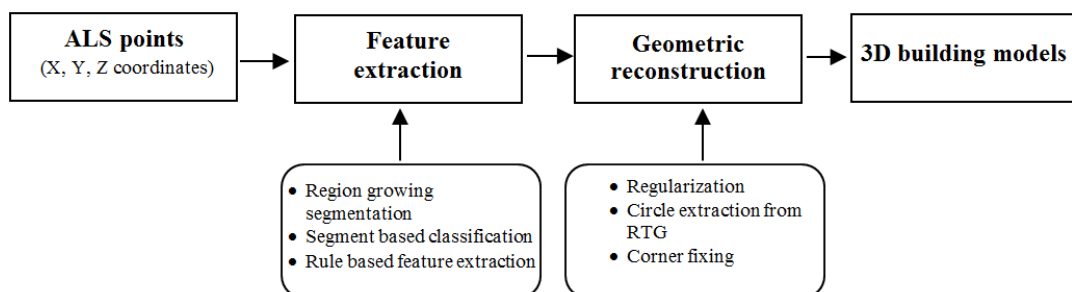 ALS points
(X, Y, Z coordinates)
Feature
extraction
Geometric
reconstruction
3D building models
• Region growing
segmentation
• Segment based classification
• Rule based feature extraction
• Regularization
• Circle extraction from
RTG
• Corner fixing